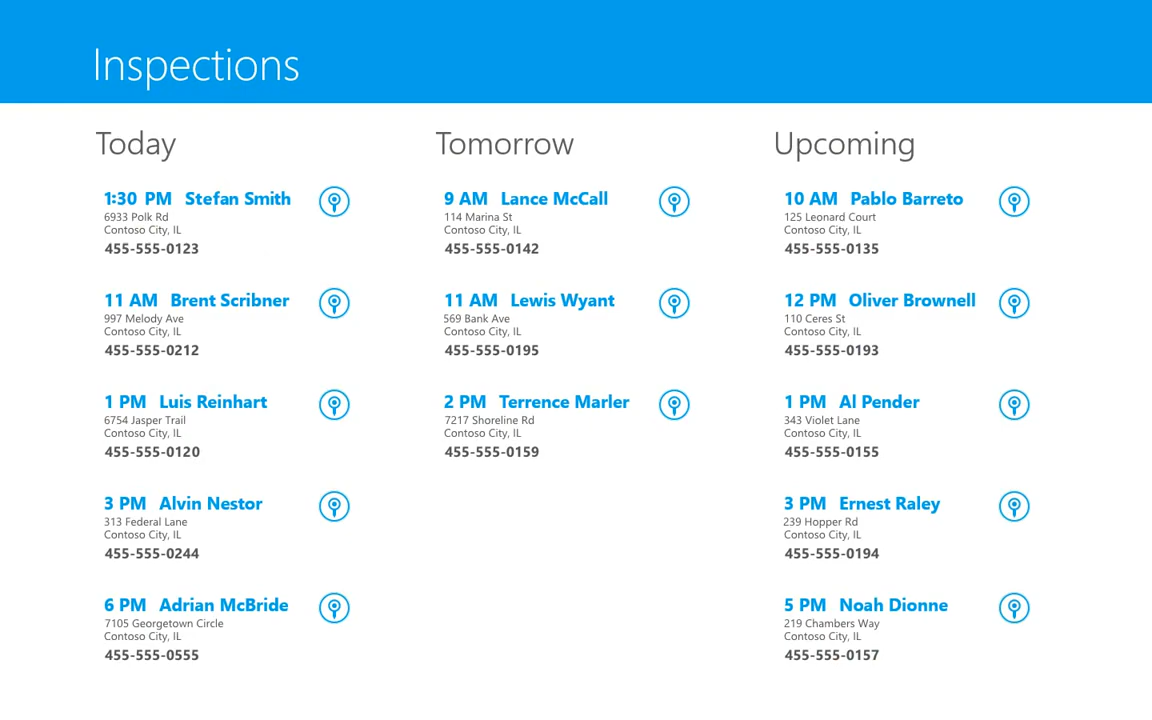 Inspections
Today
1:30 PM Stefan Smith
6933 Polk Rd
Contoso City, IL
455-555-0123
11 AM Brent Scribner
997 Melody Ave
Contoso City, IL
455-555-0212
1 PM Luis Reinhart
6754 Jasper Trail
Contoso City, IL
455-555-0120
3 PM Alvin Nestor
313 Federal Lane
Contoso City, IL
455-555-0244
6 PM Adrian McBride
7105 Georgetown Circle
Contoso City, IL
455-555-0555
Tomorrow
9 AM Lance McCall
114 Marina St
Contoso City, IL
455-555-0142
11 AM Lewis Wyant
569 Bank Ave
Contoso City, IL
455-555-0195
2 PM Terrence Marler
7217 Shoreline Rd
Contoso City, IL
455-555-0159
Upcoming
10 AM Pablo Barreto
125 Leonard Court
Contoso City, IL
455-555-0135
12 PM Oliver Brownell
110 Ceres St
Contoso City, IL
455-555-0193
1 PM Al Pender
343 Violet Lane
Contoso City, IL
455-555-0155
3 PM Ernest Raley
239 Hopper Rd
Contoso City, IL
455-555-0194
5 PM Noah Dionne
219 Chambers Way
Contoso City, IL
455-555-0157